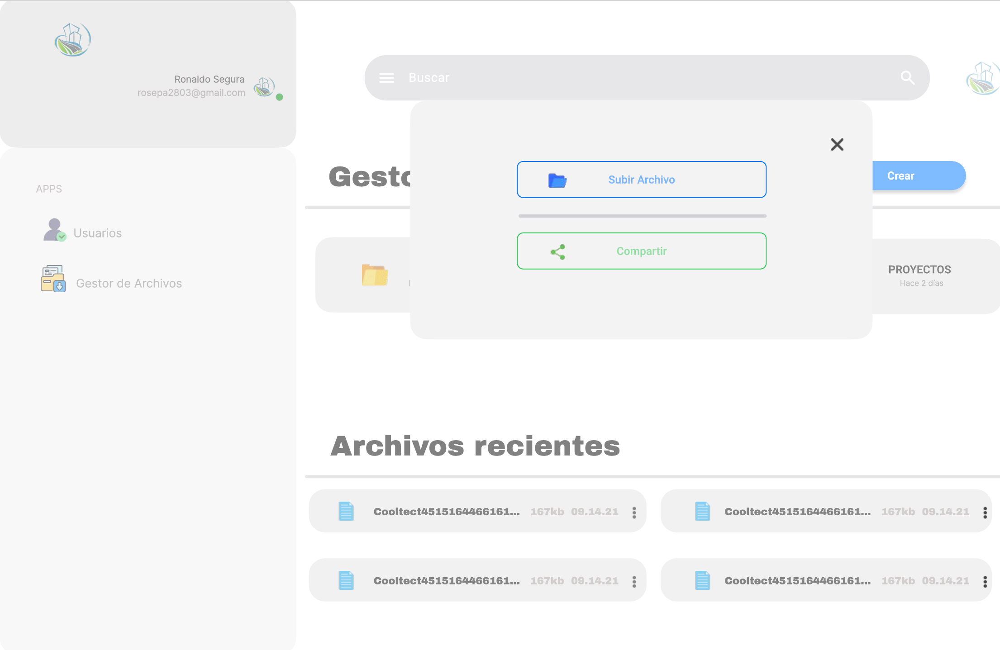 Ronaldo Segura
rosepa2803@gmail.com
Buscar
APPS
Usuarios
Gestor de Archivos
Subir Archivo
Compartir
Crear
PROYECTOS
Hace 2 días
Archivos recientes
Cooltect4515164466161... 167kb 09.14.21
Cooltect4515164466161... 167kb 09.14.21
Cooltect4515164466161... 167kb 09.14.21
Cooltect4515164466161... 167kb 09.14.21